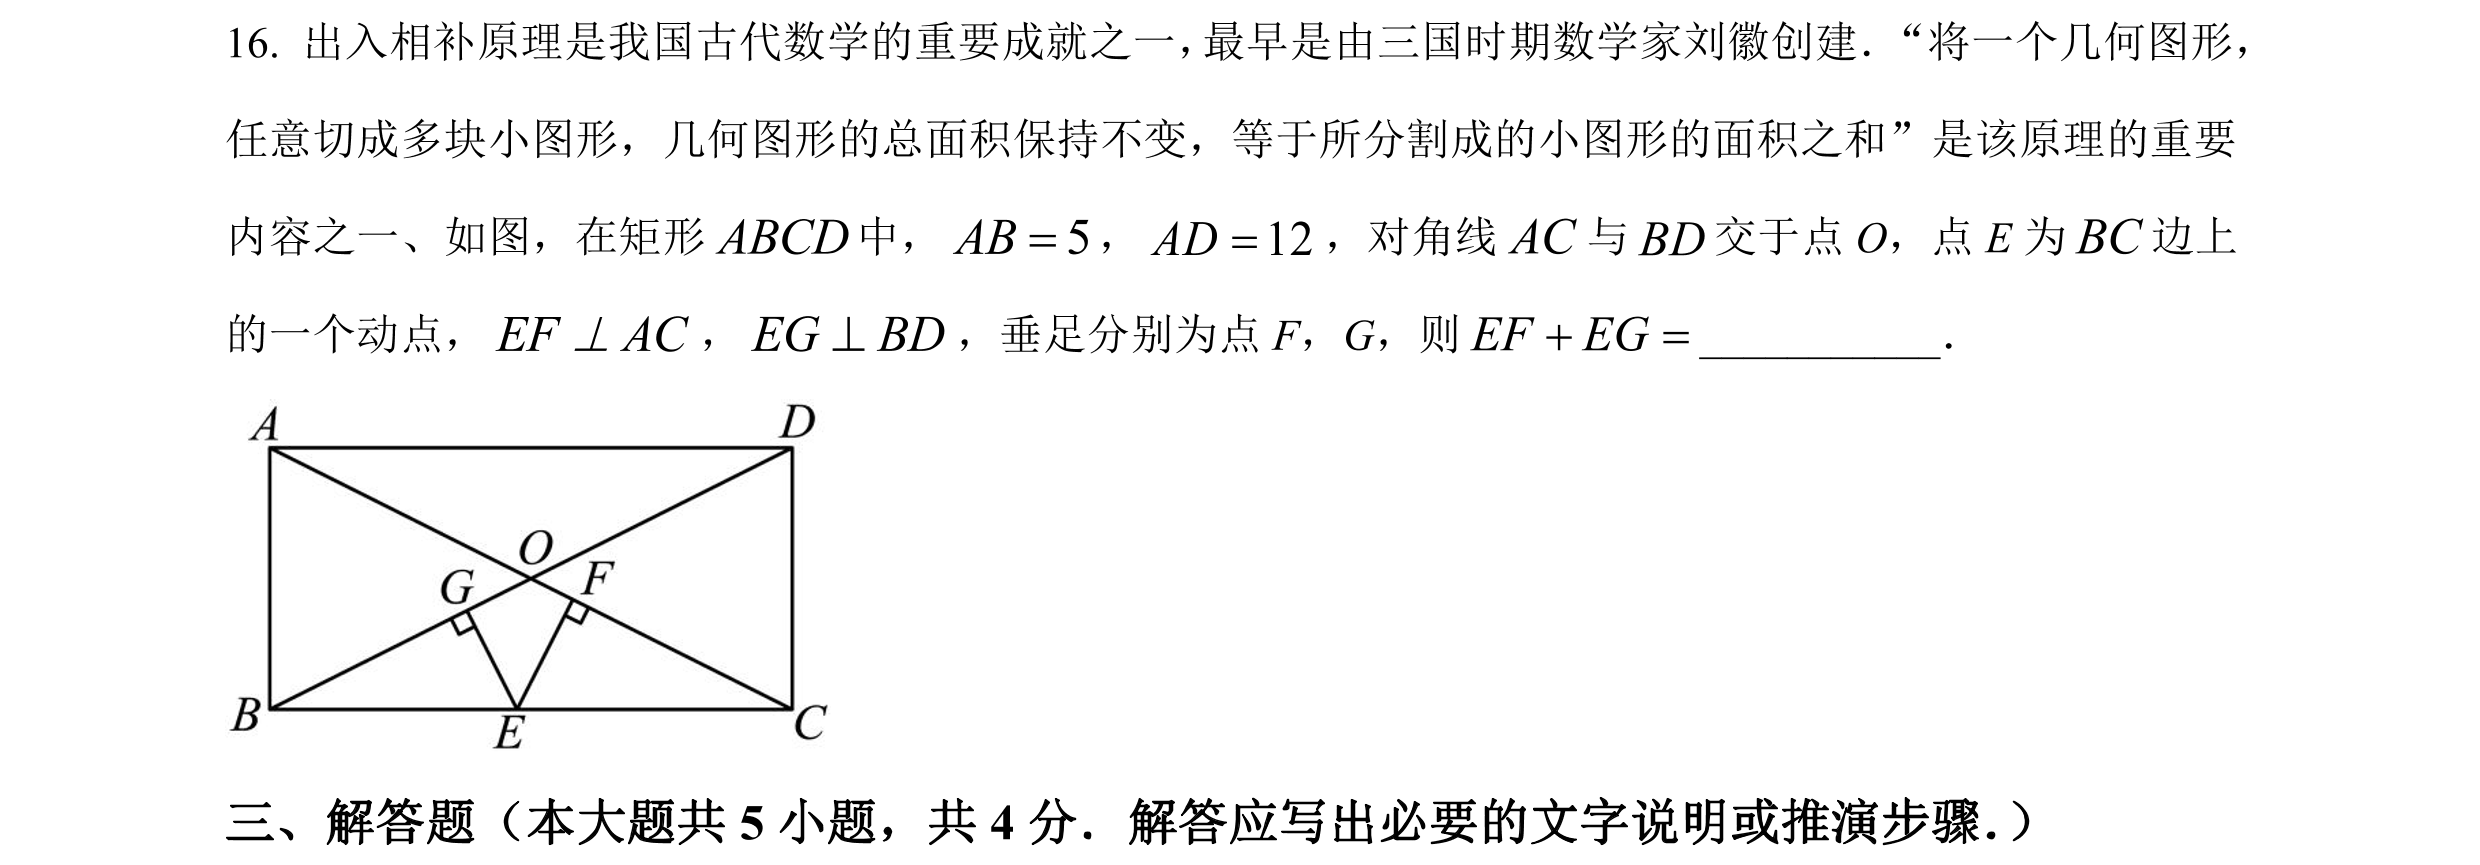 16. 出入相补原理是我国古代数学的重要成就之一，最早是由三国时期数学家刘徽创建．“将一个几何图形，
任意切成多块小图形，几何图形的总面积保持不变，等于所分割成的小图形的面积之和”是该原理的重要
内容之一、如图，在矩形 ABCD 中， AB = 5， AD = 12，对角线 AC 与 BD 交于点 O，点 E 为 BC 边上
的一个动点， EF ⊥ AC， EG ⊥ BD，垂足分别为点 F，G，则 EF + EG = __________．
A
D
O
G
F
B
E
C
三、解答题（本大题共 5 小题，共 4 分．解答应写出必要的文字说明或推演步骤．）